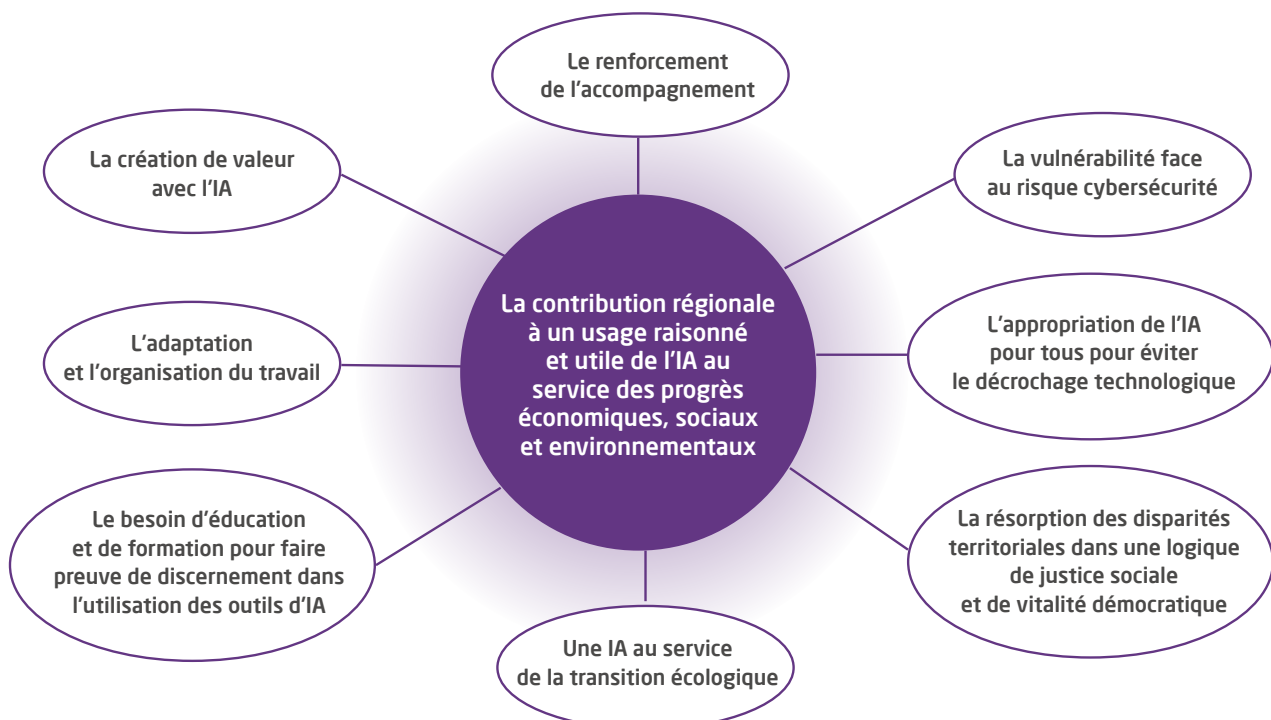 Le renforcement
de l’accompagnement
La création de valeur
avec l’IA
La vulnérabilité face
au risque cybersécurité
La contribution régionale
à un usage raisonné
et utile de l’IA au
service des progrès
économiques, sociaux
et environnementaux
L’adaptation
et l’organisation du travail
L’appropriation de l’IA
pour tous pour éviter
le décrochage technologique
Le besoin d’éducation
et de formation pour faire
preuve de discernement dans
l’utilisation des outils d’IA
La résorption des disparités
territoriales dans une logique
de justice sociale
et de vitalité démocratique
Une IA au service
de la transition écologique